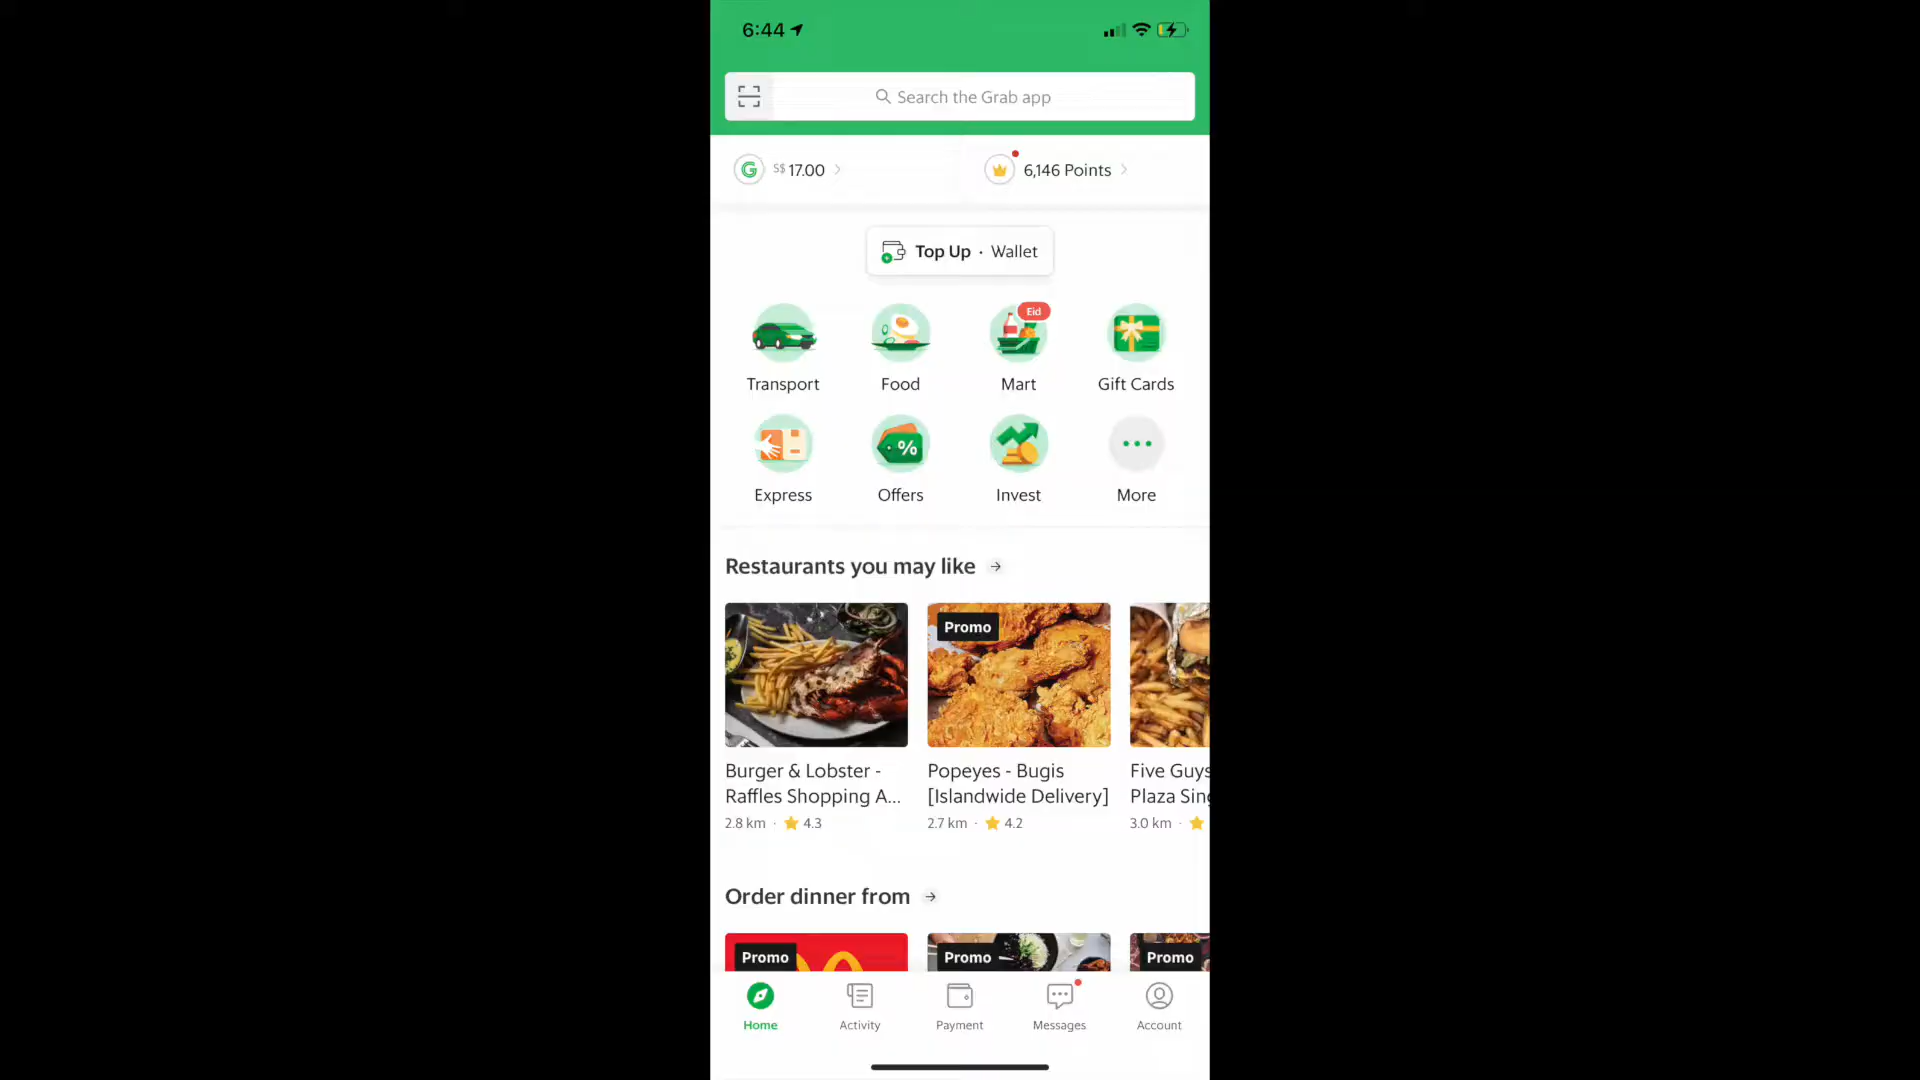 6:44
Search the Grab app
S$ 17.00
6,146 Points
Top Up · Wallet
Eid
Transport
Food
Mart
Gift Cards
%
Express
Offers
Invest
More
Restaurants you may like
Promo
Burger & Lobster -
Raffles Shopping A...
2.8 km · 4.3
Popeyes - Bugis
[Islandwide Delivery]
2.7 km · 4.2
Five Guys
Plaza Sing
3.0 km ·
Order dinner from
Promo
Promo
Promo
Home
Activity
Payment
Messages
Account